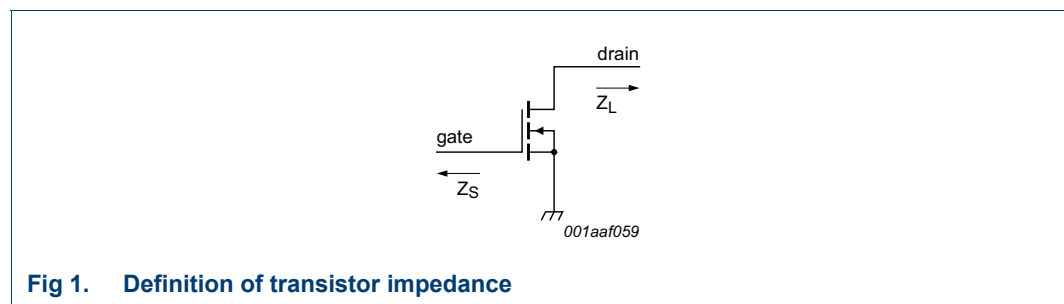 drain
Z_L
gate
Z_S
001aaf059
Fig 1. Definition of transistor impedance